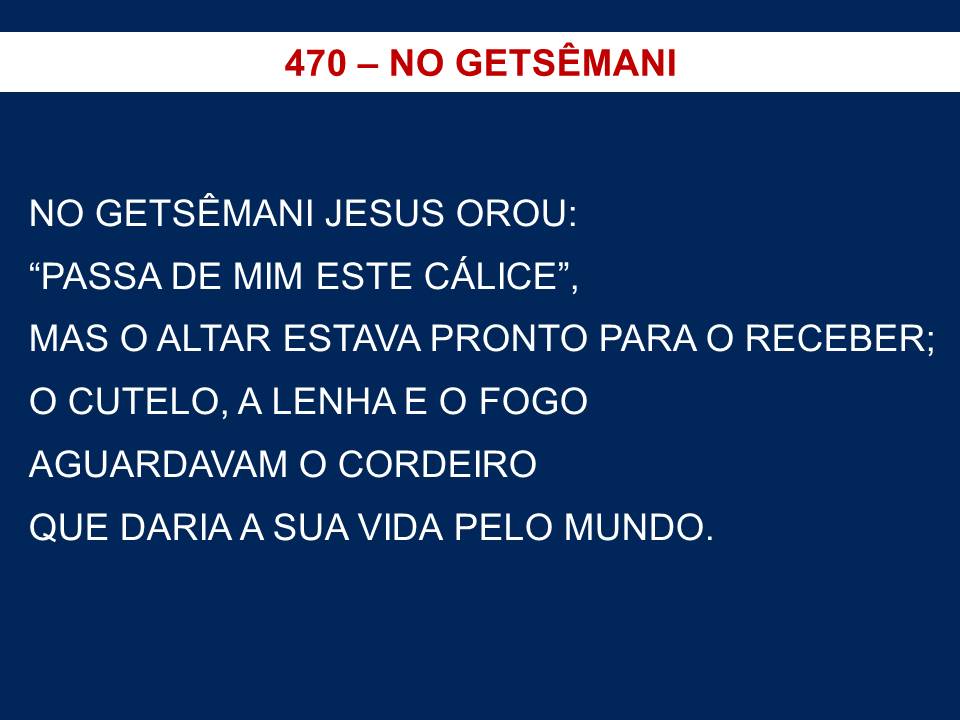 470 – NO GETSÊMANI
NO GETSÊMANI JESUS OROU:
“PASSA DE MIM ESTE CÁLICE”,
MAS O ALTAR ESTAVA PRONTO PARA O RECEBER;
O CUTELO, A LENHA E O FOGO
AGUARDAVAM O CORDEIRO
QUE DARIA A SUA VIDA PELO MUNDO.